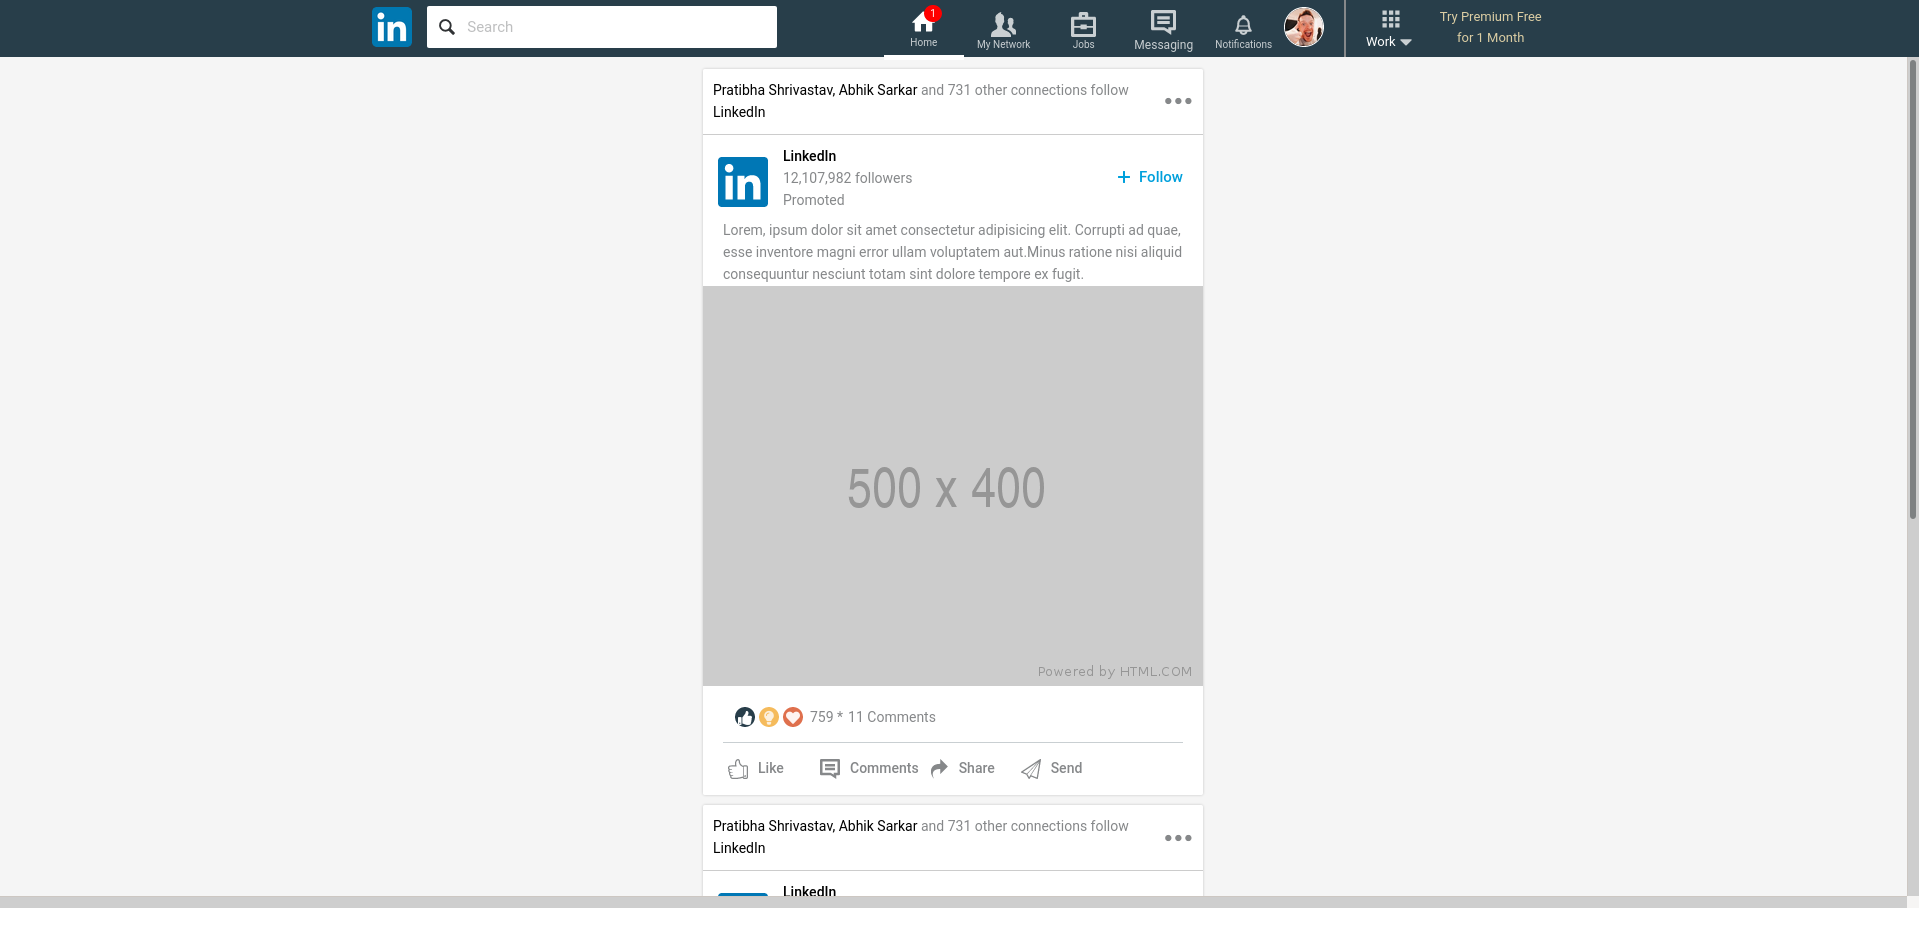 in
Search
1
Home
My Network
Jobs
Messaging
Notifications
Work
Try Premium Free
for 1 Month
Pratibha Shrivastav, Abhik Sarkar and 731 other connections follow
LinkedIn
in
LinkedIn
12,107,982 followers
Promoted
+ Follow
Lorem, ipsum dolor sit amet consectetur adipisicing elit. Corrupti ad quae,
esse inventore magni error ullam voluptatem aut.Minus ratione nisi aliquid
consequuntur nesciunt totam sint dolore tempore ex fugit.
500 x 400
Powered by HTML.COM
759 * 11 Comments
Like
Comments
Share
Send
Pratibha Shrivastav, Abhik Sarkar and 731 other connections follow
LinkedIn
LinkedIn